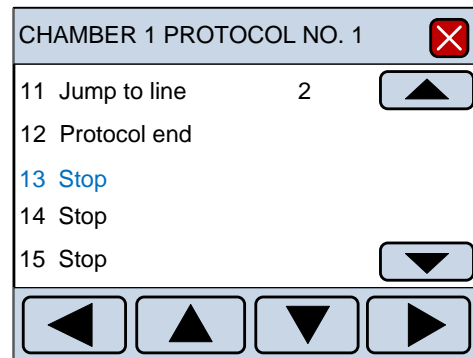 CHAMBER 1 PROTOCOL NO. 1
11 Jump to line 2
12 Protocol end
13 Stop
14 Stop
15 Stop